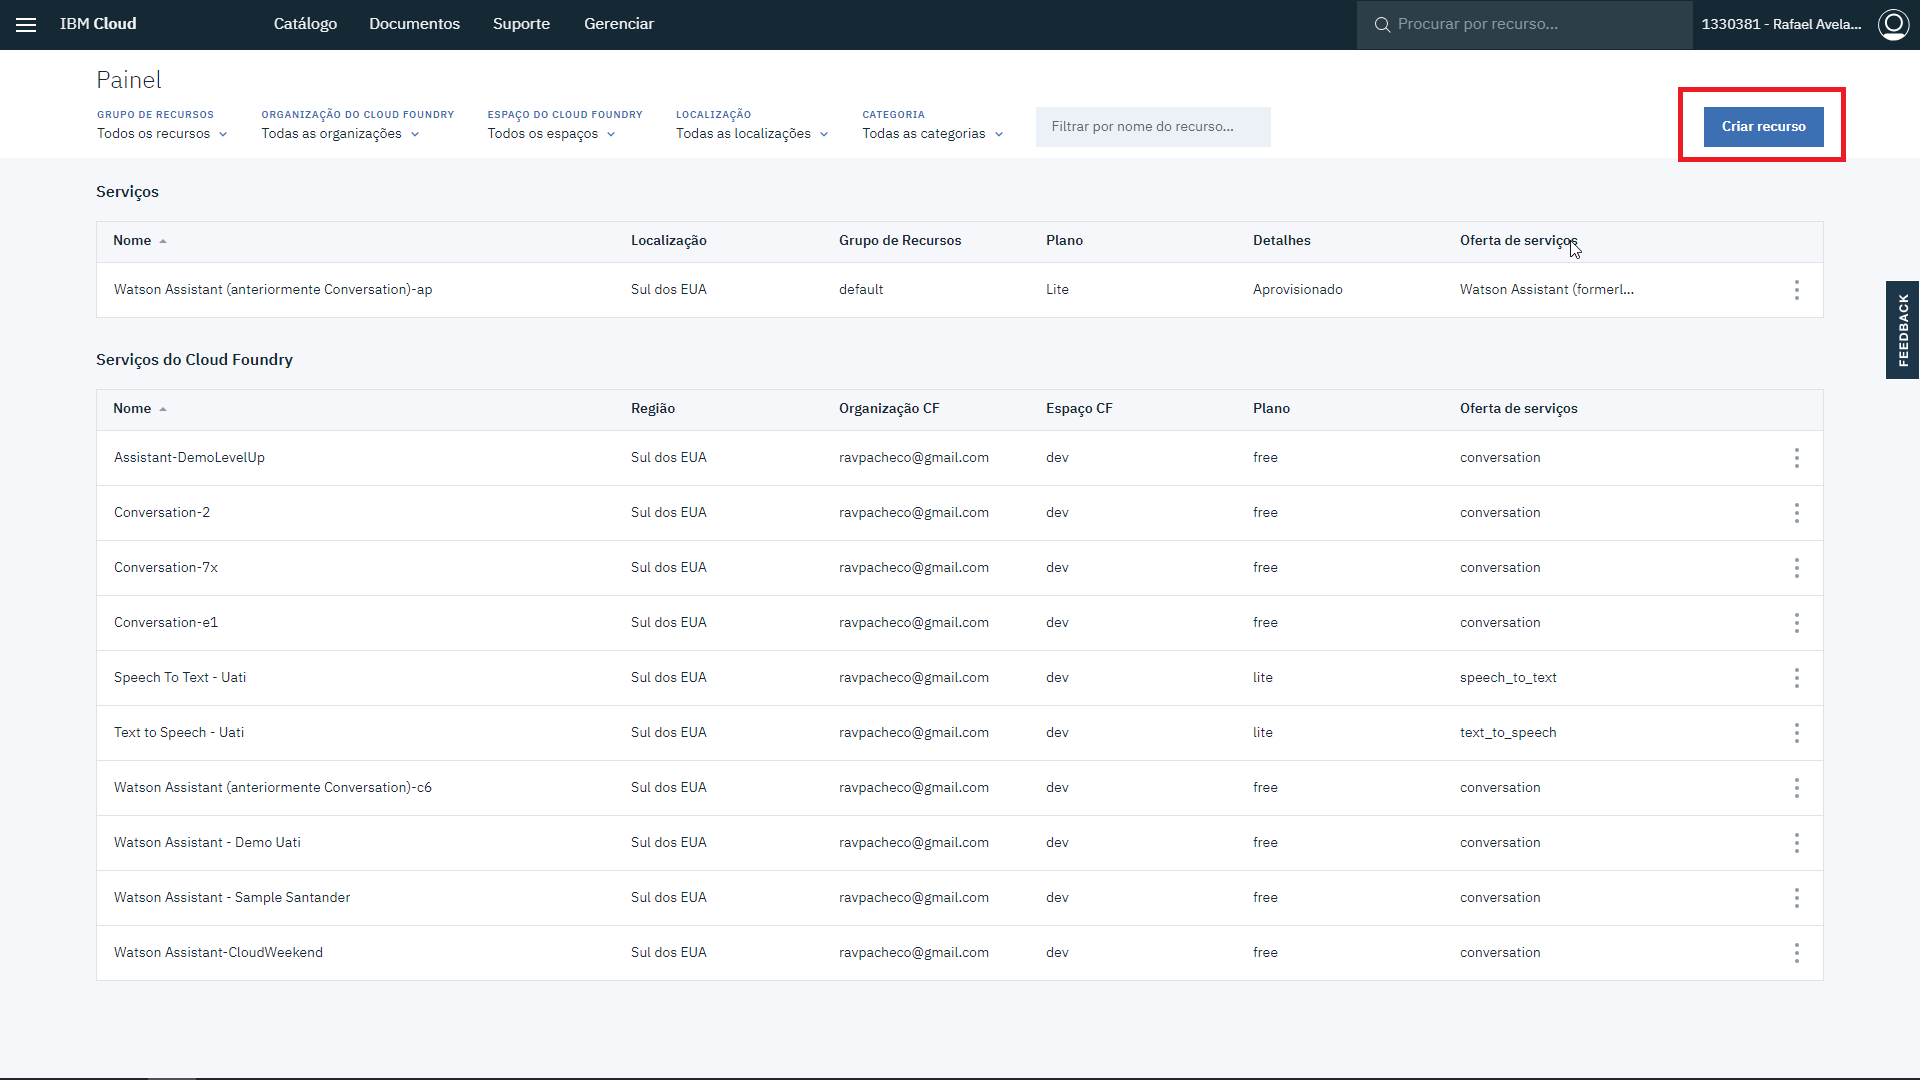 IBM Cloud Catálogo Documentos Suporte Gerenciar Procurar por recurso... 1330381 - Rafael Avela...
Painel
GRUPO DE RECURSOS ORGANIZAÇÃO DO CLOUD FOUNDRY ESPAÇO DO CLOUD FOUNDRY LOCALIZAÇÃO CATEGORIA
Todos os recursos Todas as organizações Todos os espaços Todas as localizações Todas as categorias Filtrar por nome do recurso... Criar recurso
Serviços
Nome Localização Grupo de Recursos Plano Detalhes Oferta de serviços
Watson Assistant (anteriormente Conversation)-ap Sul dos EUA default Lite Aprovisionado Watson Assistant (formerl...
FEEDBACK
Serviços do Cloud Foundry
Nome Região Organização CF Espaço CF Plano Oferta de serviços
Assistant-DemoLevelUp Sul dos EUA ravpacheco@gmail.com dev free conversation
Conversation-2 Sul dos EUA ravpacheco@gmail.com dev free conversation
Conversation-7x Sul dos EUA ravpacheco@gmail.com dev free conversation
Conversation-e1 Sul dos EUA ravpacheco@gmail.com dev free conversation
Speech To Text - Uati Sul dos EUA ravpacheco@gmail.com dev lite speech_to_text
Text to Speech - Uati Sul dos EUA ravpacheco@gmail.com dev lite text_to_speech
Watson Assistant (anteriormente Conversation)-c6 Sul dos EUA ravpacheco@gmail.com dev free conversation
Watson Assistant - Demo Uati Sul dos EUA ravpacheco@gmail.com dev free conversation
Watson Assistant - Sample Santander Sul dos EUA ravpacheco@gmail.com dev free conversation
Watson Assistant-CloudWeekend Sul dos EUA ravpacheco@gmail.com dev free conversation